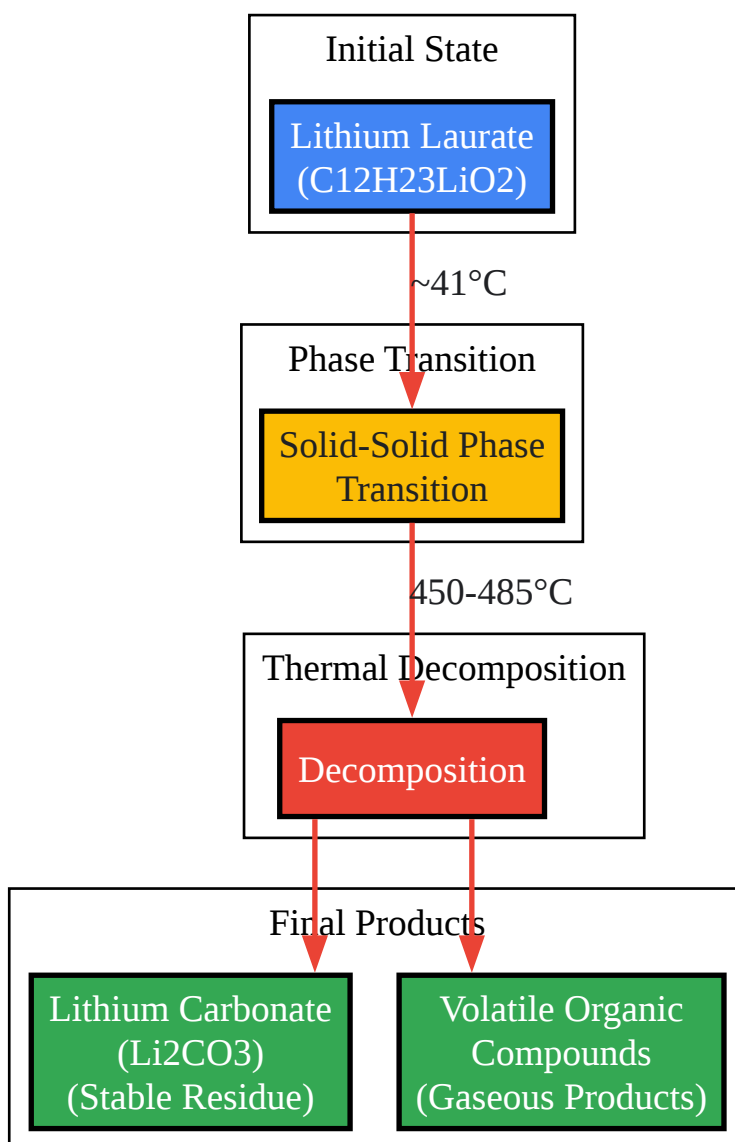 Initial State
Lithium Laurate
(C12H23LiO2)
~41°C
Phase Transition
Solid-Solid Phase
Transition
450-485°C
Thermal Decomposition
Decomposition
Final Products
Lithium Carbonate
(Li2CO3)
(Stable Residue)
Volatile Organic
Compounds
(Gaseous Products)